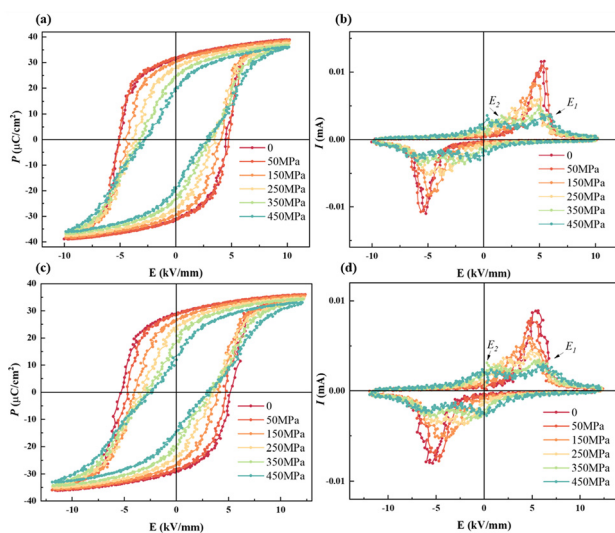 (a)
40
30
20
10
0
-10
-20
-30
-40
P (μC/cm²)
0
50MPa
150MPa
250MPa
350MPa
450MPa
-10 -5 0 5 10
E (kV/mm)
(b)
0.01
0.00
-0.01
I (mA)
E₂ E₁
0
50MPa
150MPa
250MPa
350MPa
450MPa
-10 -5 0 5 10
E (kV/mm)
(c)
40
30
20
10
0
-10
-20
-30
-40
P (μC/cm²)
0
50MPa
150MPa
250MPa
350MPa
450MPa
-10 -5 0 5 10
E (kV/mm)
(d)
0.01
0.00
-0.01
I (mA)
E₂ E₁
0
50MPa
150MPa
250MPa
350MPa
450MPa
-10 -5 0 5 10
E (kV/mm)